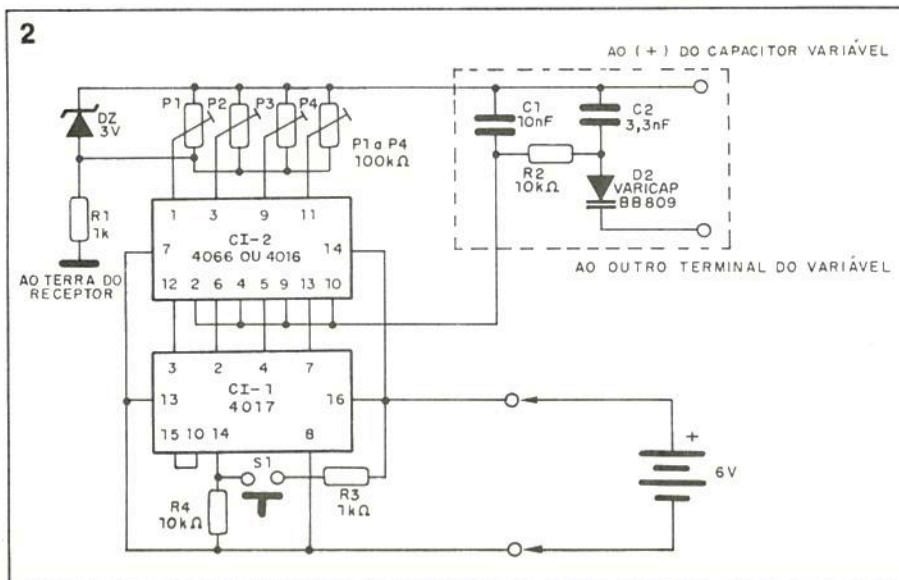 2
AO (+) DO CAPACITOR VARIÁVEL
DZ
3V
P1
P2
P3
P4
P1 a P4
100kΩ
C1
10nF
C2
3,3nF
R2
10kΩ
D2
VARICAP
BB809
R1
1k
AO TERRA DO
RECEPTOR
AO OUTRO TERMINAL DO VARIÁVEL
1 3 9 11
CI-2
7 4066 OU 4016 14
12 2 6 4 5 9 13 10
3 2 4 7
CI-1
13 4017 16
15 10 14 8
S1
R3
1kΩ
R4
10kΩ
+
6V